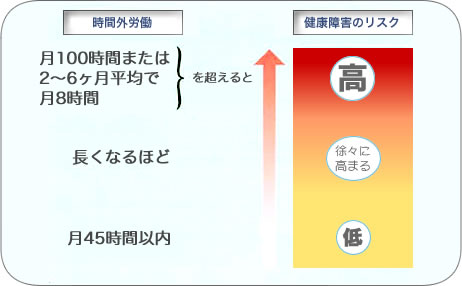 時間外労働
健康障害のリスク
月100時間または
2〜6ヶ月平均で
月8時間
を超えると
高
長くなるほど
徐々に
高まる
月45時間以内
低